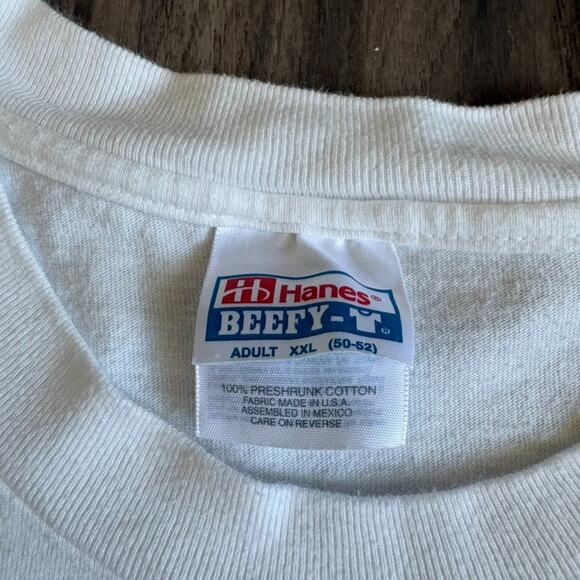 Hanes®
BEEFY-T®
ADULT XXL (50-52)
100% PRESHRUNK COTTON
FABRIC MADE IN U.S.A.
ASSEMBLED IN MEXICO
CARE ON REVERSE